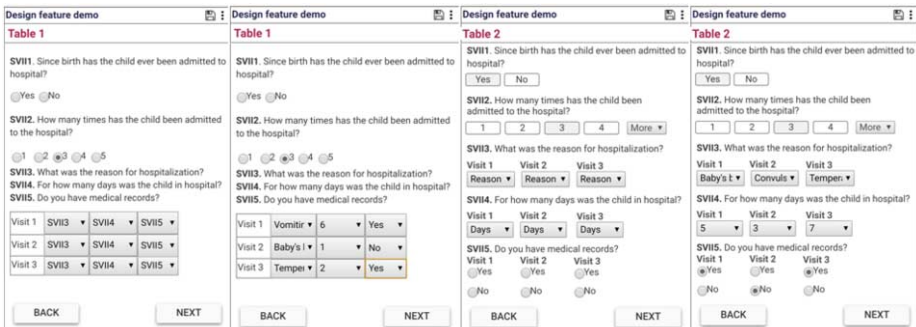 Design feature demo
Table 1
SVII1. Since birth has the child ever been admitted to
hospital?
Yes No
SVII2. How many times has the child been admitted
to the hospital?
1 2 3 4 5
SVII3. What was the reason for hospitalization?
SVII4. For how many days was the child in hospital?
SVII5. Do you have medical records?
Visit 1 SVII3 SVII4 SVII5
Visit 2 SVII3 SVII4 SVII5
Visit 3 SVII3 SVII4 SVII5
BACK NEXT
Design feature demo
Table 1
SVII1. Since birth has the child ever been admitted to
hospital?
Yes No
SVII2. How many times has the child been admitted
to the hospital?
1 2 3 4 5
SVII3. What was the reason for hospitalization?
SVII4. For how many days was the child in hospital?
SVII5. Do you have medical records?
Visit 1 Vomitir 6 Yes
Visit 2 Baby's l 1 No
Visit 3 Temper 2 Yes
BACK NEXT
Design feature demo
Table 2
SVII1. Since birth has the child ever been admitted to
hospital?
Yes No
SVII2. How many times has the child been
admitted to the hospital?
1 2 3 4 More
SVII3. What was the reason for hospitalization?
Visit 1 Visit 2 Visit 3
Reason Reason Reason
SVII4. For how many days was the child in hospital?
Visit 1 Visit 2 Visit 3
Days Days Days
SVII5. Do you have medical records?
Visit 1 Visit 2 Visit 3
Yes Yes Yes
No No No
BACK NEXT
Design feature demo
Table 2
SVII1. Since birth has the child ever been admitted to
hospital?
Yes No
SVII2. How many times has the child been
admitted to the hospital?
1 2 3 4 More
SVII3. What was the reason for hospitalization?
Visit 1 Visit 2 Visit 3
Baby's t Convuls Temper
SVII4. For how many days was the child in hospital?
Visit 1 Visit 2 Visit 3
5 3 7
SVII5. Do you have medical records?
Visit 1 Visit 2 Visit 3
Yes Yes Yes
No No No
BACK NEXT